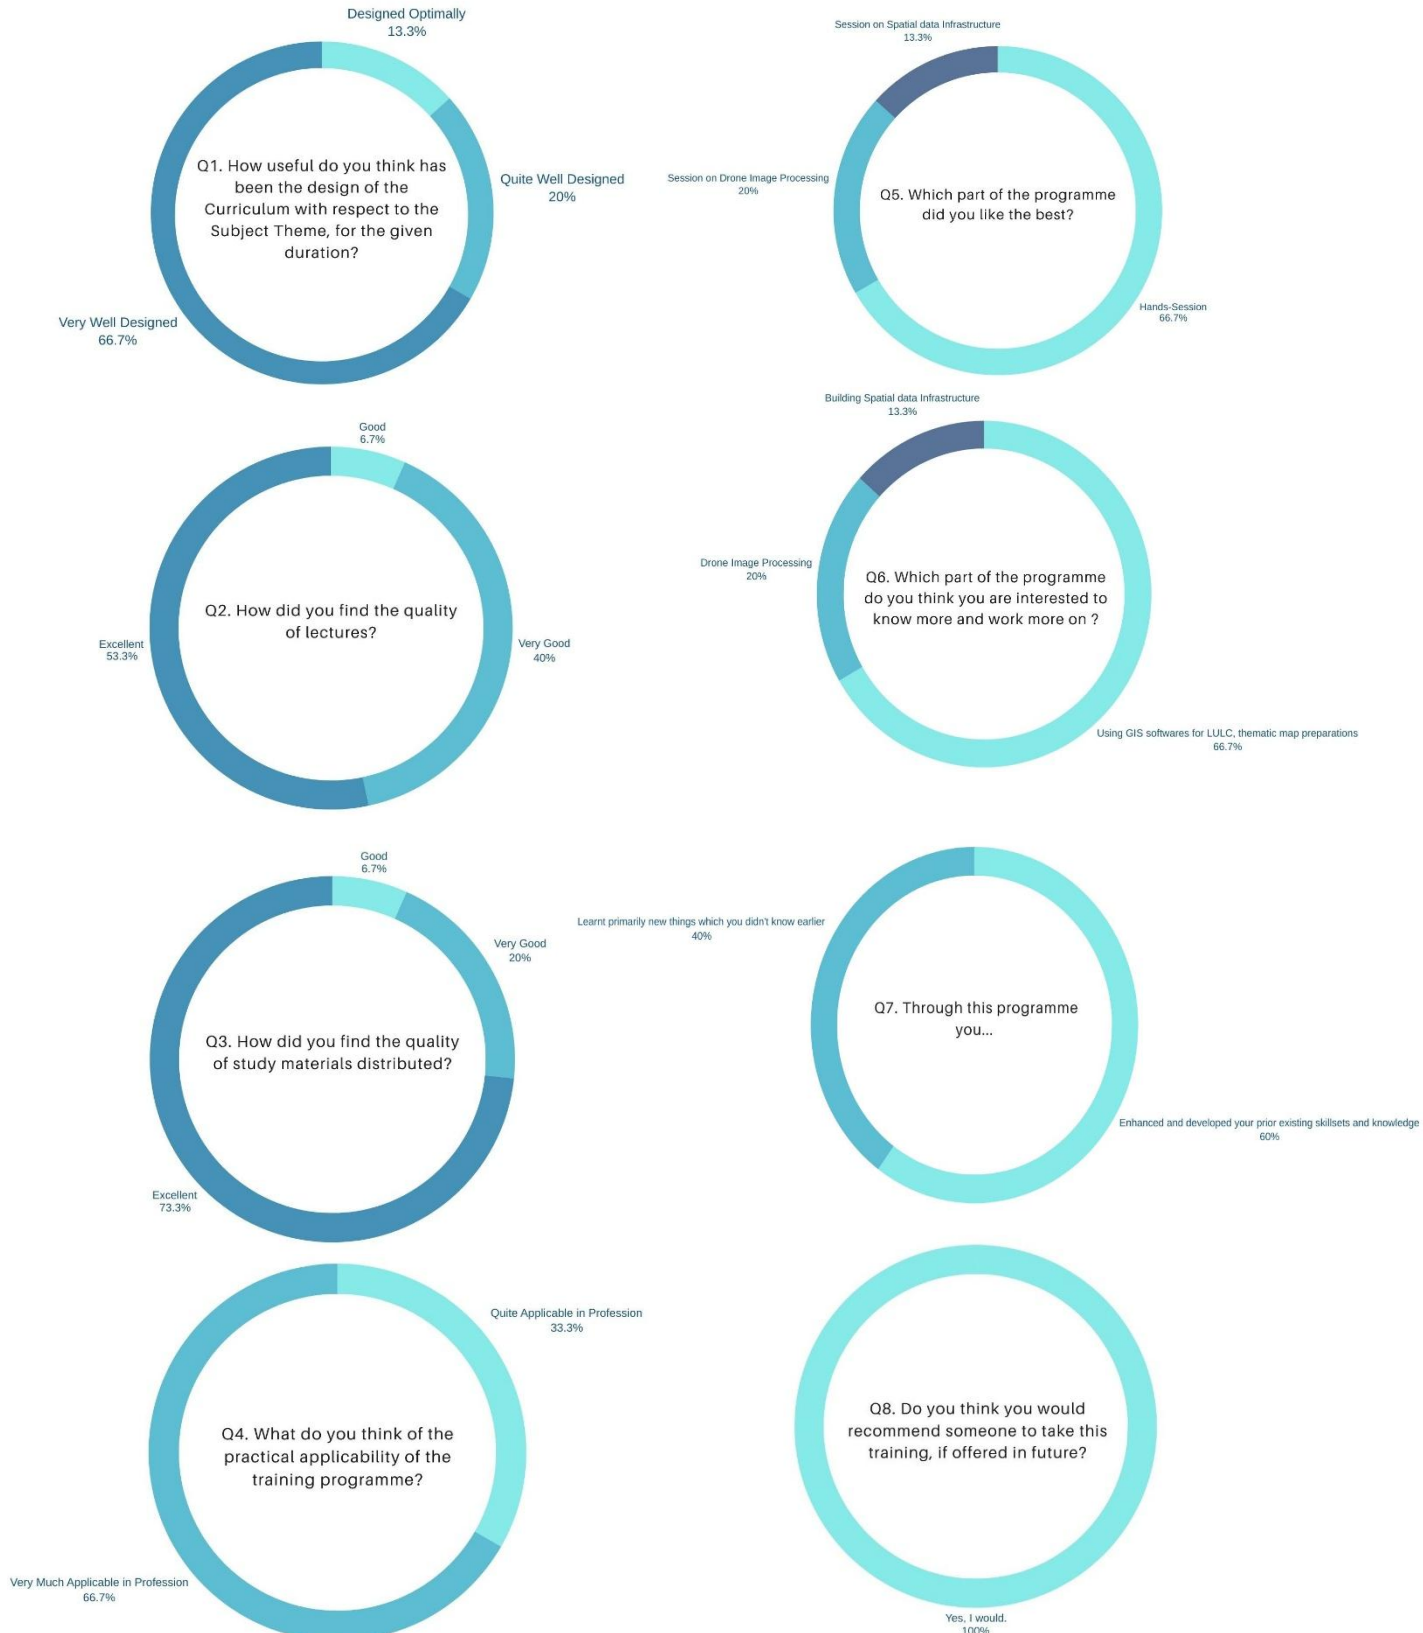 Designed Optimally
13.3%
Q1. How useful do you think has
been the design of the
Curriculum with respect to the
Subject Theme, for the given
duration?
Quite Well Designed
20%
Very Well Designed
66.7%
Good
6.7%
Q2. How did you find the quality
of lectures?
Excellent
53.3%
Very Good
40%
Good
6.7%
Very Good
20%
Q3. How did you find the quality
of study materials distributed?
Excellent
73.3%
Quite Applicable in Profession
33.3%
Q4. What do you think of the
practical applicability of the
training programme?
Very Much Applicable in Profession
66.7%
Session on Spatial data Infrastructure
13.3%
Session on Drone Image Processing
20%
Q5. Which part of the programme
did you like the best?
Hands-Session
66.7%
Building Spatial data Infrastructure
13.3%
Drone Image Processing
20%
Q6. Which part of the programme
do you think you are interested to
know more and work more on ?
Using GIS softwares for LULC, thematic map preparations
66.7%
Learnt primarily new things which you didn't know earlier
40%
Q7. Through this programme
you...
Enhanced and developed your prior existing skillsets and knowledge
60%
Q8. Do you think you would
recommend someone to take this
training, if offered in future?
Yes, I would.
100%